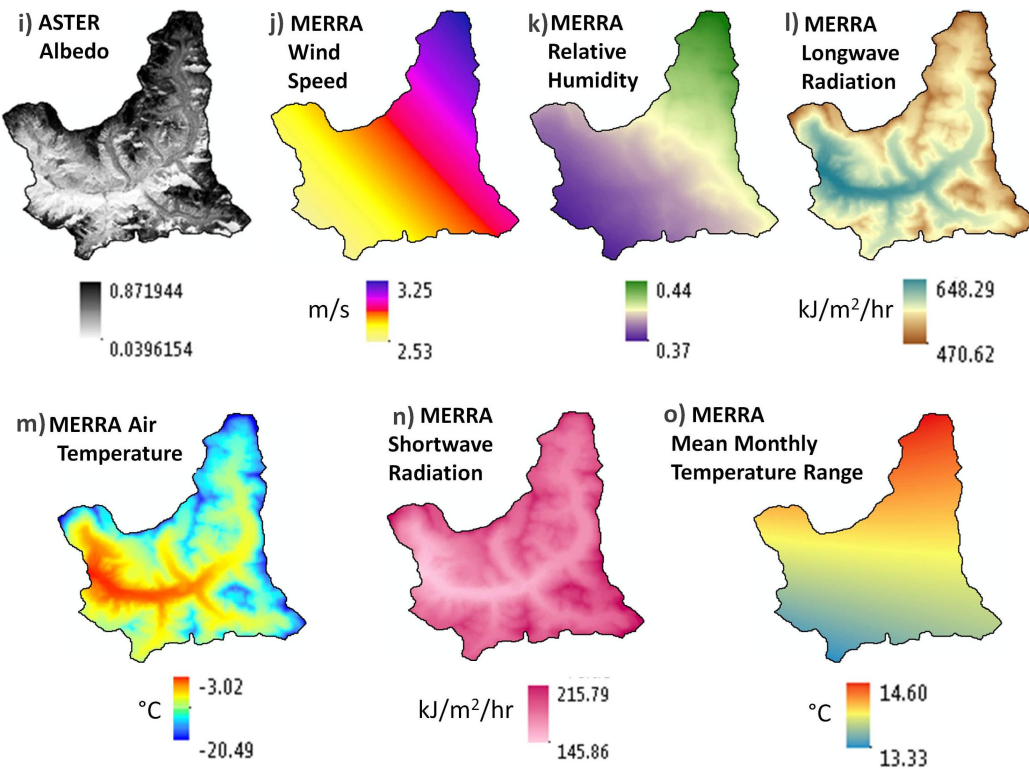 i) ASTER
Albedo
j) MERRA
Wind
Speed
k) MERRA
Relative
Humidity
l) MERRA
Longwave
Radiation
0.871944
0.0396154
m/s
3.25
2.53
0.44
0.37
kJ/m²/hr
648.29
470.62
m) MERRA Air
Temperature
n) MERRA
Shortwave
Radiation
o) MERRA
Mean Monthly
Temperature Range
°C
-3.02
-20.49
kJ/m²/hr
215.79
145.86
°C
14.60
13.33